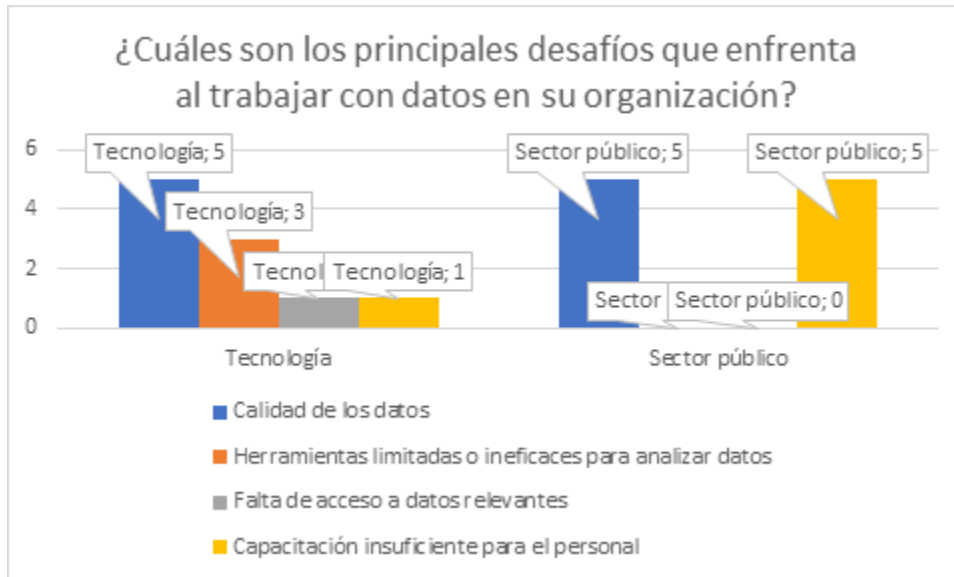 ¿Cuáles son los principales desafíos que enfrenta
al trabajar con datos en su organización?
6
4
2
0
Tecnología; 5
Tecnología; 3
Tecnología; 1
Sector público; 5
Sector público; 5
Sector
Sector público; 0
Tecnología
Sector público
Calidad de los datos
Herramientas limitadas o ineficaces para analizar datos
Falta de acceso a datos relevantes
Capacitación insuficiente para el personal